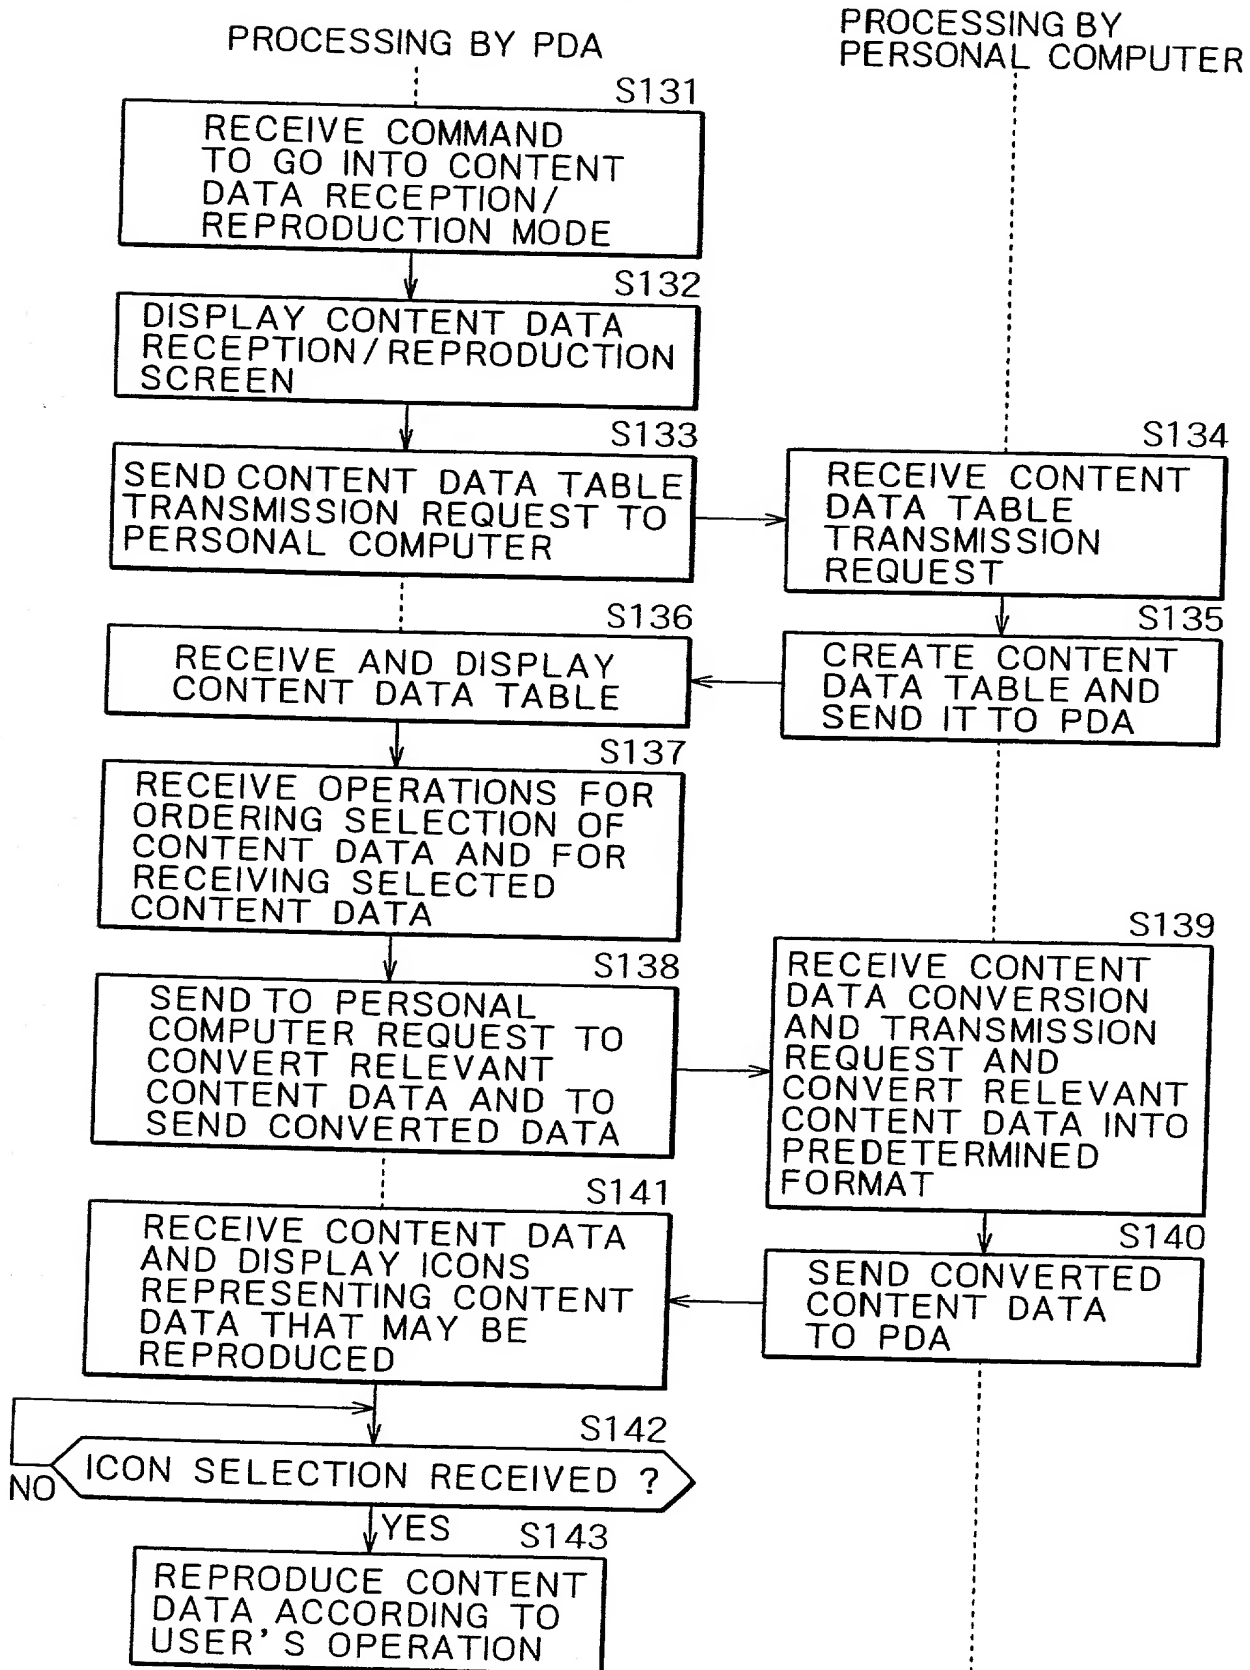 PROCESSING BY PDA
PROCESSING BY
PERSONAL COMPUTER
S131
RECEIVE COMMAND
TO GO INTO CONTENT
DATA RECEPTION/
REPRODUCTION MODE
S132
DISPLAY CONTENT DATA
RECEPTION/REPRODUCTION
SCREEN
S133
SEND CONTENT DATA TABLE
TRANSMISSION REQUEST TO
PERSONAL COMPUTER
S134
RECEIVE CONTENT
DATA TABLE
TRANSMISSION
REQUEST
S135
CREATE CONTENT
DATA TABLE AND
SEND IT TO PDA
S136
RECEIVE AND DISPLAY
CONTENT DATA TABLE
S137
RECEIVE OPERATIONS FOR
ORDERING SELECTION OF
CONTENT DATA AND FOR
RECEIVING SELECTED
CONTENT DATA
S138
SEND TO PERSONAL
COMPUTER REQUEST TO
CONVERT RELEVANT
CONTENT DATA AND TO
SEND CONVERTED DATA
S139
RECEIVE CONTENT
DATA CONVERSION
AND TRANSMISSION
REQUEST AND
CONVERT RELEVANT
CONTENT DATA INTO
PREDETERMINED
FORMAT
S140
SEND CONVERTED
CONTENT DATA
TO PDA
S141
RECEIVE CONTENT DATA
AND DISPLAY ICONS
REPRESENTING CONTENT
DATA THAT MAY BE
REPRODUCED
S142
ICON SELECTION RECEIVED ?
NO
YES
S143
REPRODUCE CONTENT
DATA ACCORDING TO
USER'S OPERATION